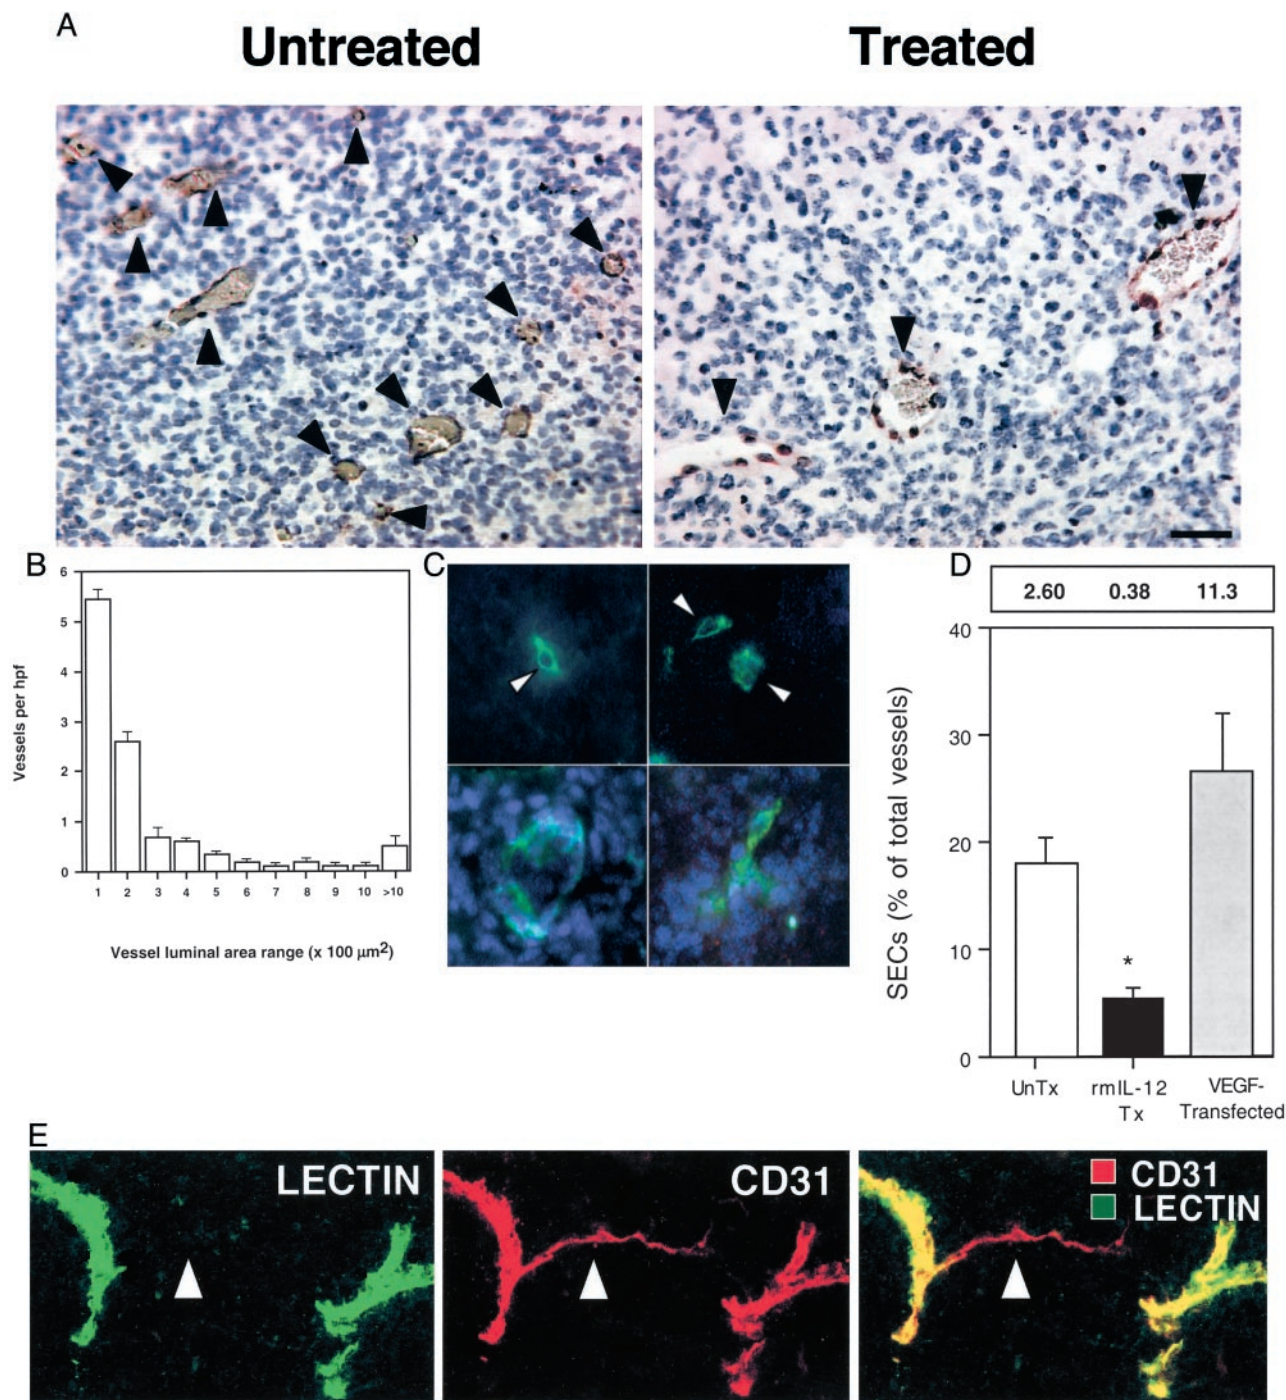 A
Untreated
Treated
B
6
5
4
3
2
1
0
Vessels per hpf
1 2 3 4 5 6 7 8 9 10 >10
Vessel luminal area range (x 100 μm²)
C
D
2.60 0.38 11.3
40
30
20
10
0
SECs (% of total vessels)
*
UnTx rmIL-12 VEGF-
Tx Transfected
E
LECTIN
CD31
CD31
LECTIN